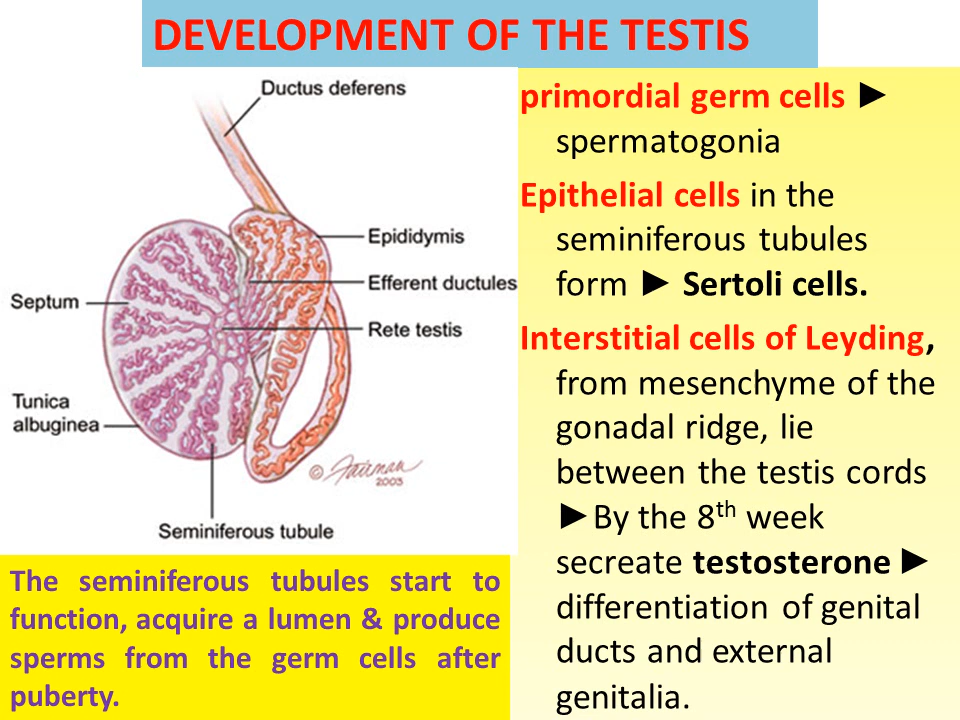 DEVELOPMENT OF THE TESTIS
Ductus deferens
Epididymis
Efferent ductules
Septum
Rete testis
Tunica
albuginea
© Fairman
2003
Seminiferous tubule
The seminiferous tubules start to
function, acquire a lumen & produce
sperms from the germ cells after
puberty.
primordial germ cells ►
spermatogonia
Epithelial cells in the
seminiferous tubules
form ► Sertoli cells.
Interstitial cells of Leyding,
from mesenchyme of the
gonadal ridge, lie
between the testis cords
►By the 8th week
secreate testosterone ►
differentiation of genital
ducts and external
genitalia.